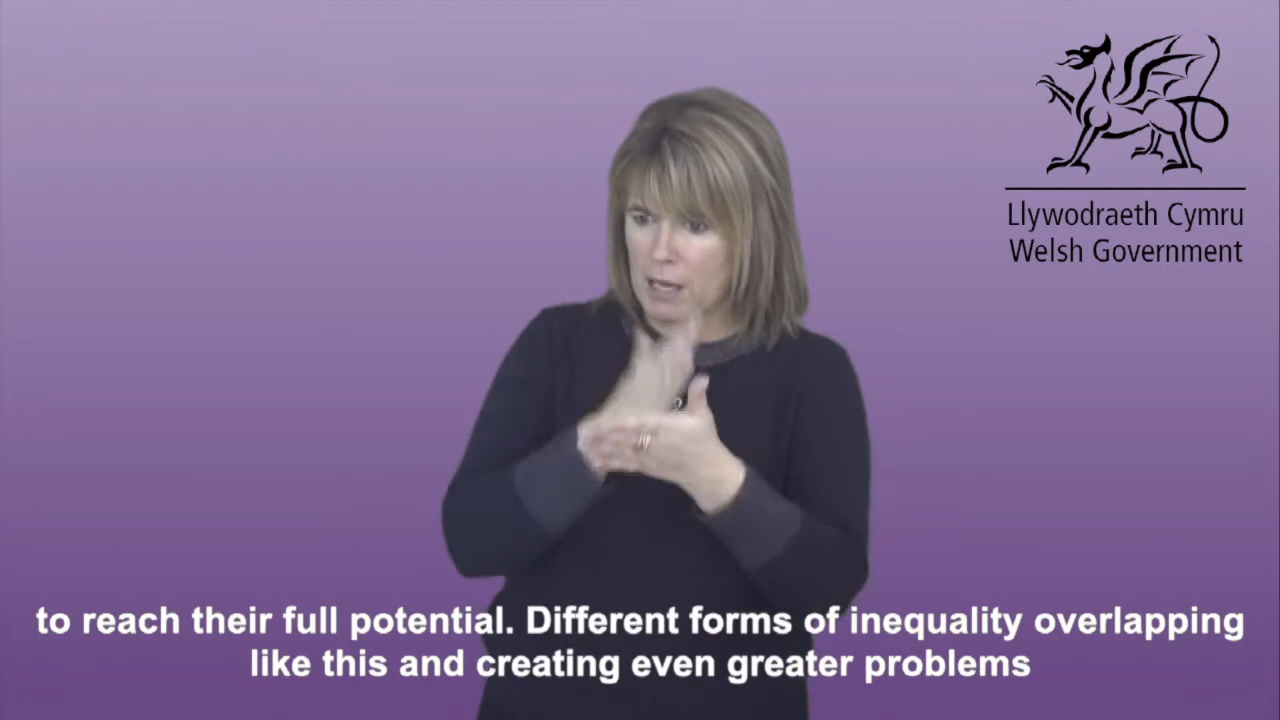 Llywodraeth Cymru
Welsh Government
to reach their full potential. Different forms of inequality overlapping
like this and creating even greater problems